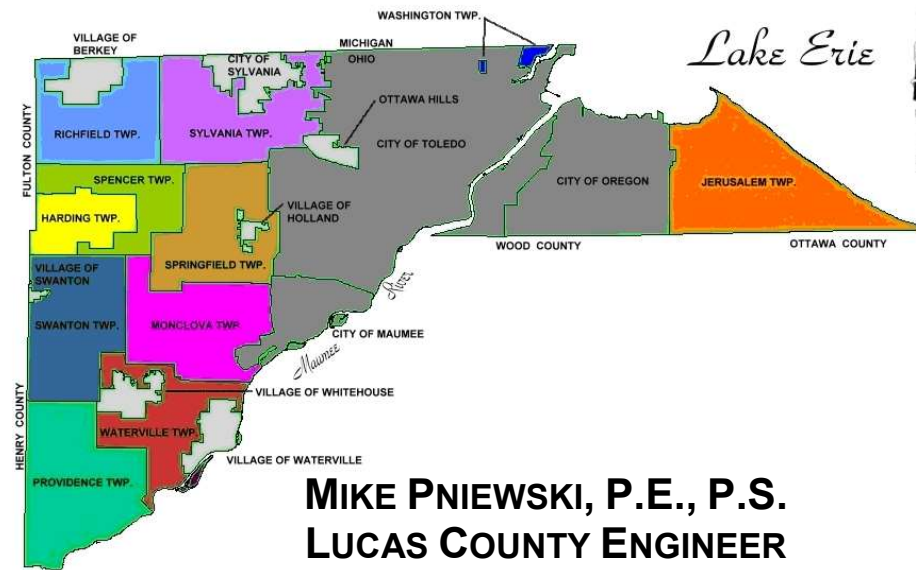 WASHINGTON TWP.
VILLAGE OF
BERKEY
MICHIGAN
OHIO
Lake Erie
CITY OF
SYLVANIA
OTTAWA HILLS
FULTON COUNTY
RICHFIELD TWP.
SYLVANIA TWP.
CITY OF TOLEDO
SPENCER TWP.
CITY OF OREGON
JERUSALEM TWP.
HARDING TWP.
VILLAGE OF
HOLLAND
WOOD COUNTY
OTTAWA COUNTY
VILLAGE OF
SWANTON
SPRINGFIELD TWP.
River
SWANTON TWP.
MONCLOVA TWP.
CITY OF MAUMEE
Maumee
HENRY COUNTY
VILLAGE OF WHITEHOUSE
WATERVILLE TWP.
VILLAGE OF WATERVILLE
PROVIDENCE TWP.
MIKE PNIEWSKI, P.E., P.S.
LUCAS COUNTY ENGINEER